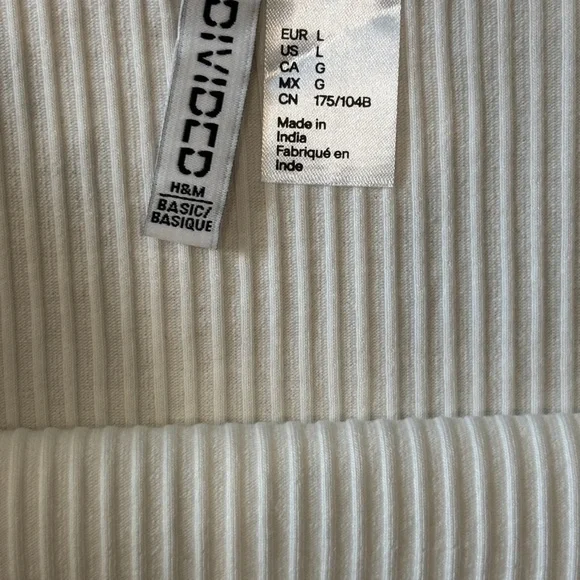 DIVIDED
H&M
BASIC/
BASIQUE
EUR L
US L
CA G
MX G
CN 175/104B
Made in
India
Fabriqué en
Inde